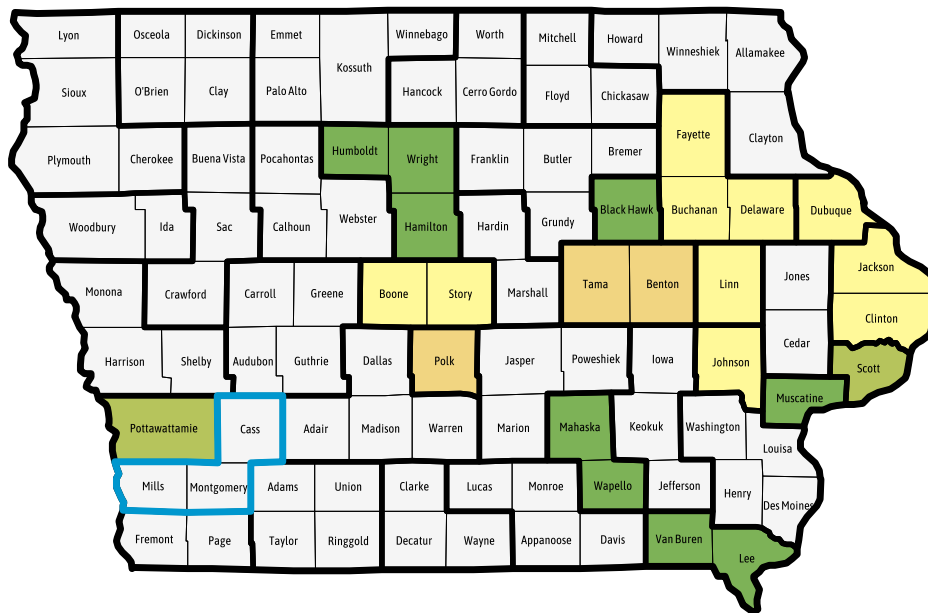 Lyon
Osceola
Dickinson
Emmet
Kossuth
Winnebago
Worth
Mitchell
Howard
Winneshiek
Allamakee
Sioux
O'Brien
Clay
Palo Alto
Hancock
Cerro Gordo
Floyd
Chickasaw
Fayette
Clayton
Plymouth
Cherokee
Buena Vista
Pocahontas
Humboldt
Wright
Franklin
Butler
Bremer
Woodbury
Ida
Sac
Calhoun
Webster
Hamilton
Hardin
Grundy
Black Hawk
Buchanan
Delaware
Dubuque
Monona
Crawford
Carroll
Greene
Boone
Story
Marshall
Tama
Benton
Linn
Jones
Jackson
Clinton
Harrison
Shelby
Audubon
Guthrie
Dallas
Polk
Jasper
Poweshiek
Iowa
Johnson
Cedar
Scott
Muscatine
Pottawattamie
Cass
Adair
Madison
Warren
Marion
Mahaska
Keokuk
Washington
Louisa
Mills
Montgomery
Adams
Union
Clarke
Lucas
Monroe
Wapello
Jefferson
Henry
Des Moines
Fremont
Page
Taylor
Ringgold
Decatur
Wayne
Appanoose
Davis
Van Buren
Lee